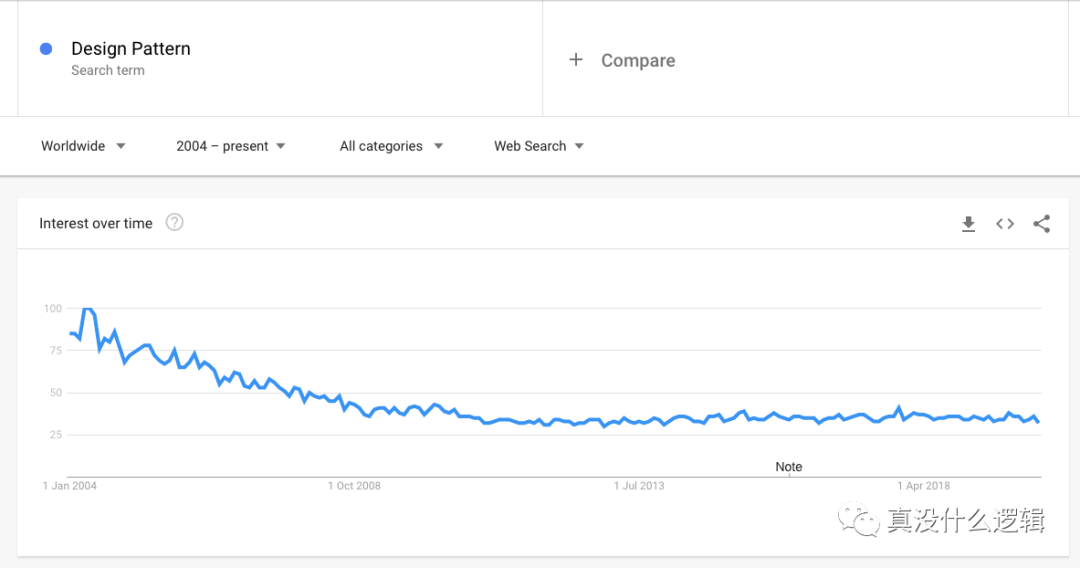 Design Pattern
Search term
+ Compare
Worldwide
2004 – present
All categories
Web Search
Interest over time ?
100
75
50
25
Note
1 Jan 2004
1 Oct 2008
1 Jul 2013
1 Apr 2018
真没什么逻辑